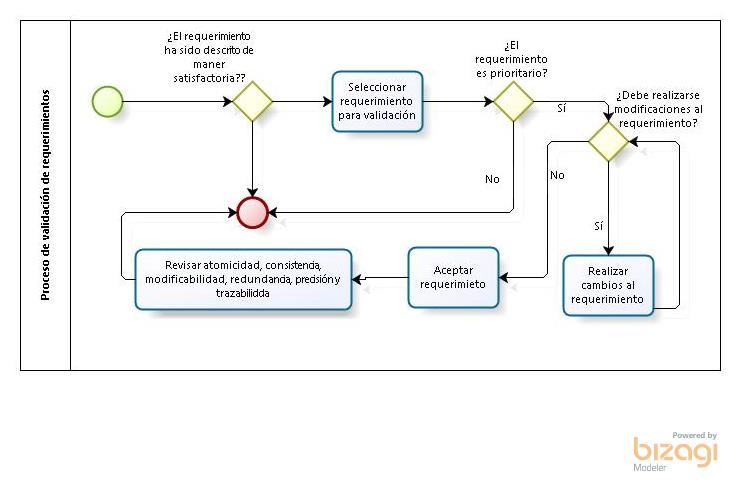 Proceso de validación de requerimientos
¿El requerimiento
ha sido descrito de
maner
satisfactoria??
Seleccionar
requerimiento
para validación
¿El
requerimiento
es prioritario?
Sí
No
¿Debe realizarse
modificaciones al
requerimiento?
No
Sí
Realizar
cambios al
requerimiento
Aceptar
requerimieto
Revisar atomicidad, consistencia,
modificabilidad, redundancia, precisión y
trazabilidda
Powered by
bizagi
Modeler